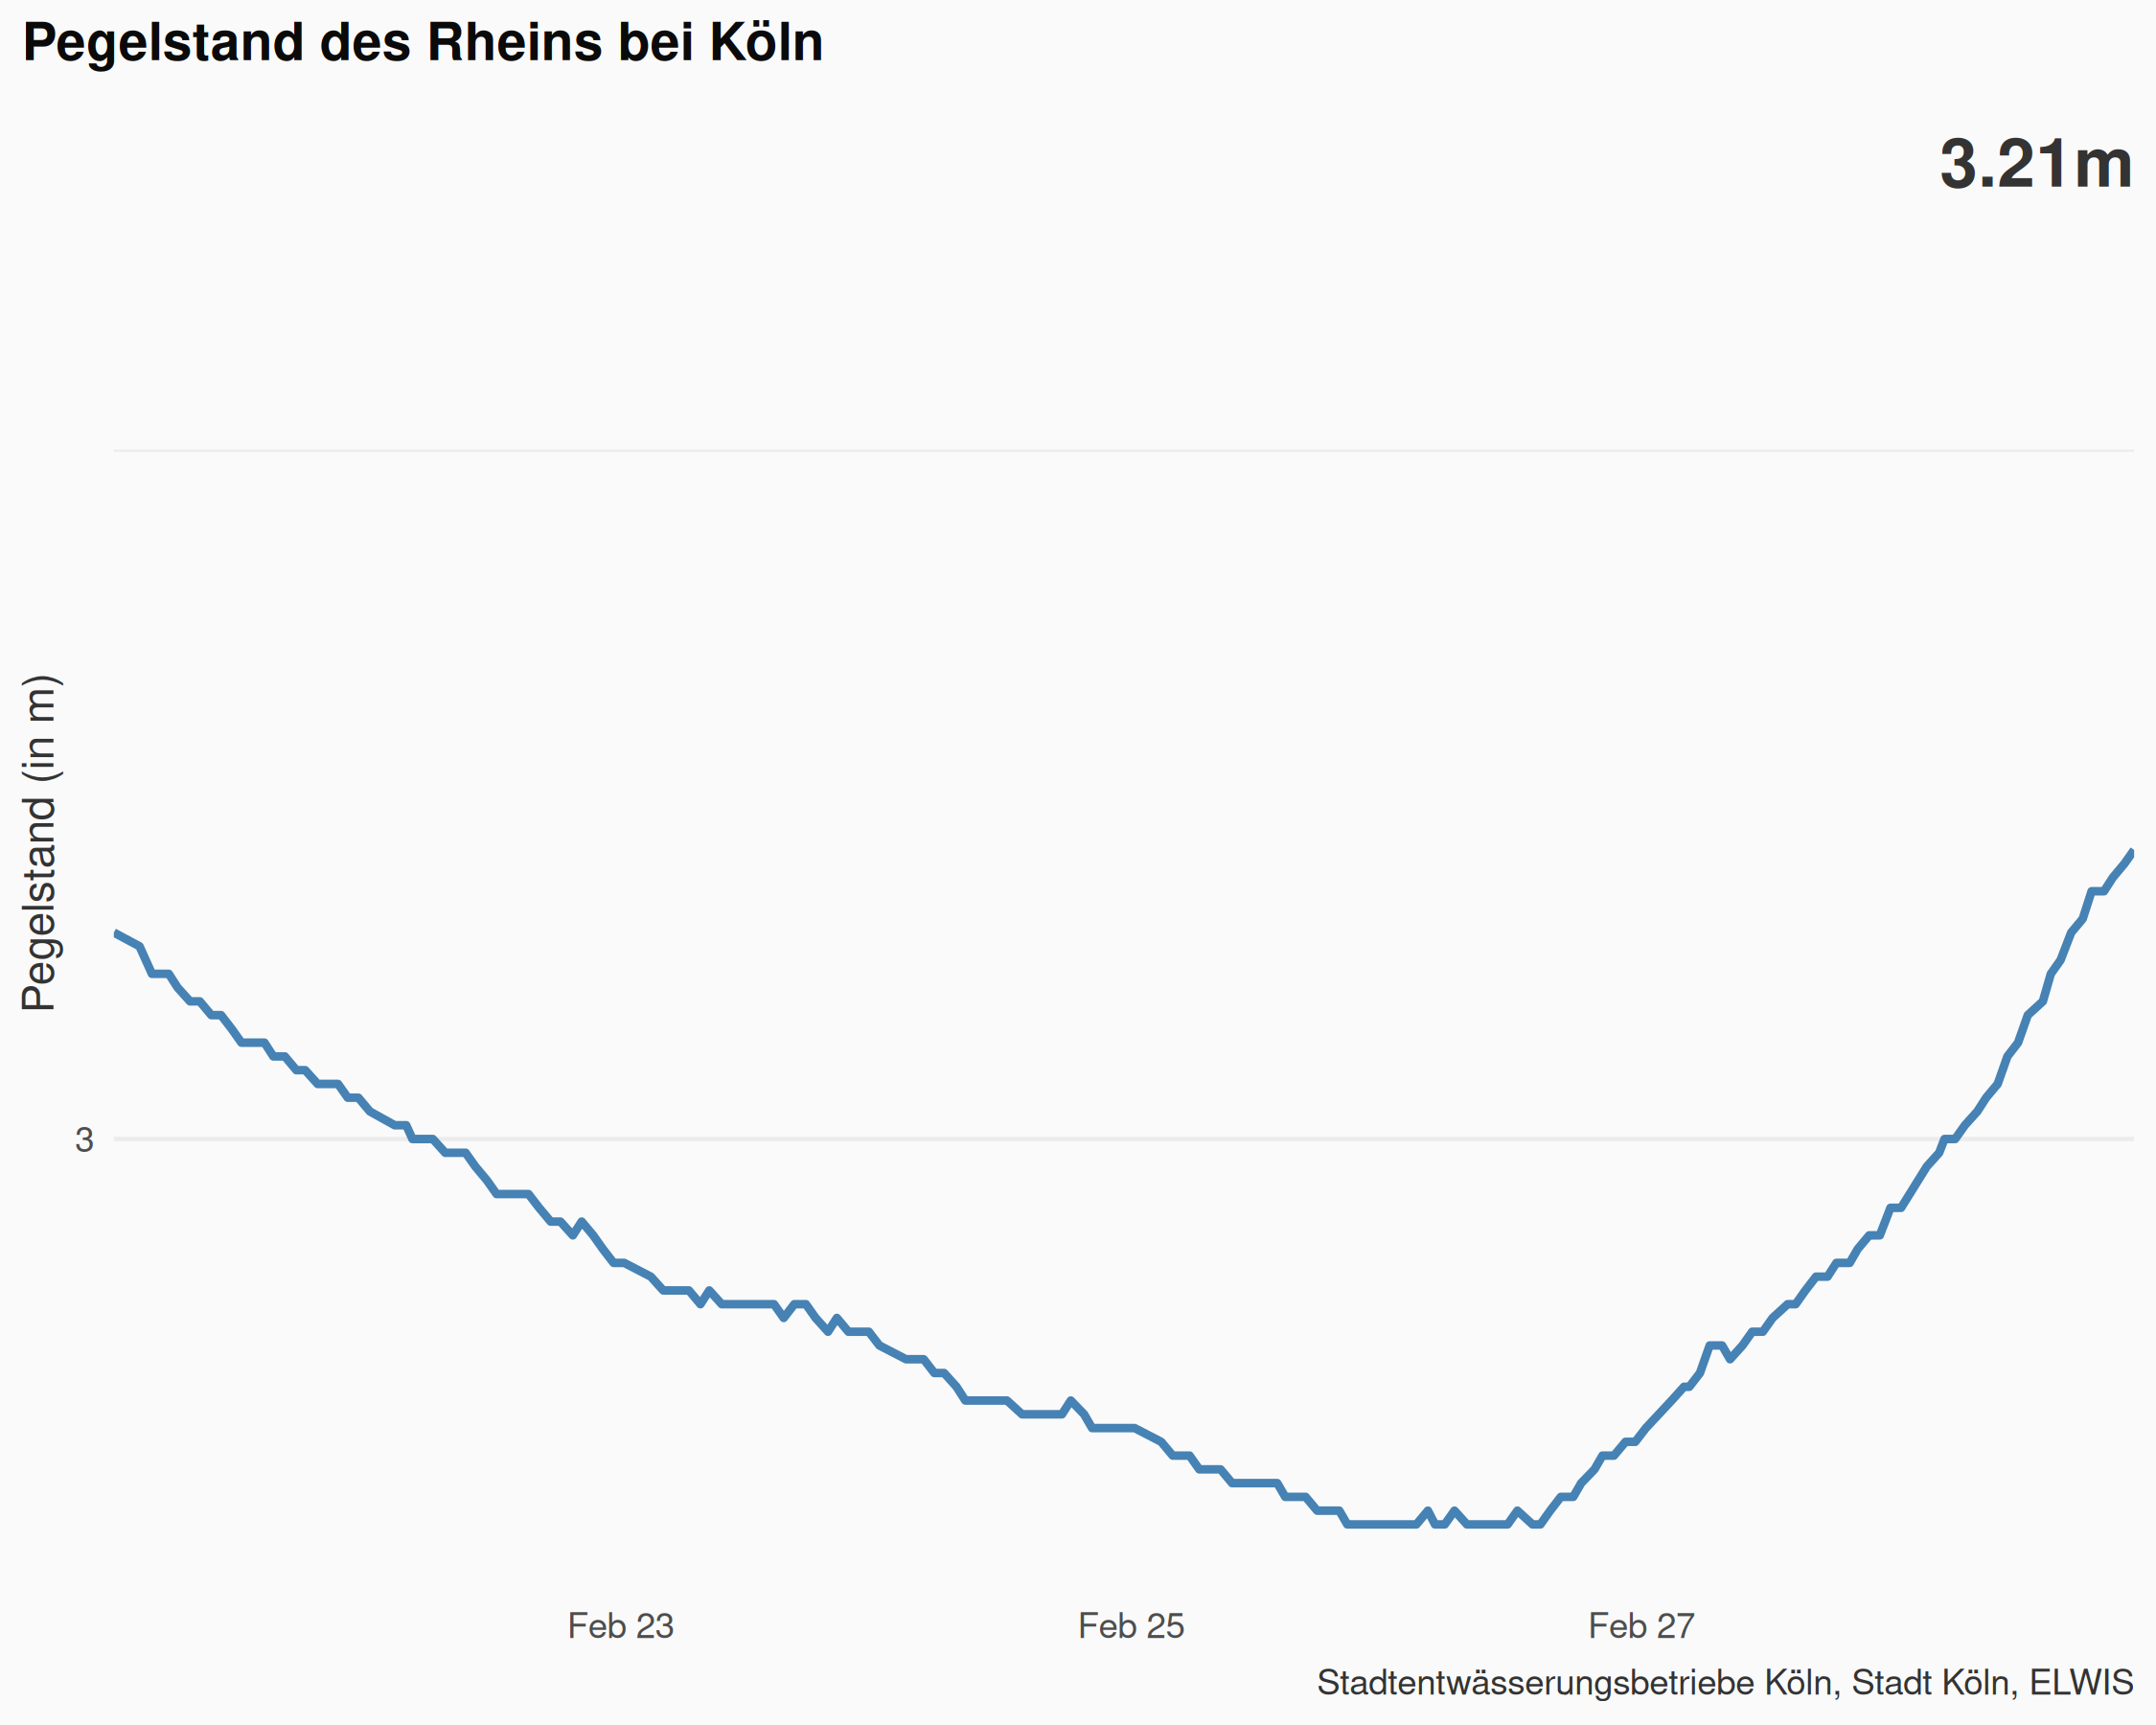 Pegelstand des Rheins bei Köln
3.21m
Pegelstand (in m)
3
Feb 23
Feb 25
Feb 27
Stadtentwässerungsbetriebe Köln, Stadt Köln, ELWIS